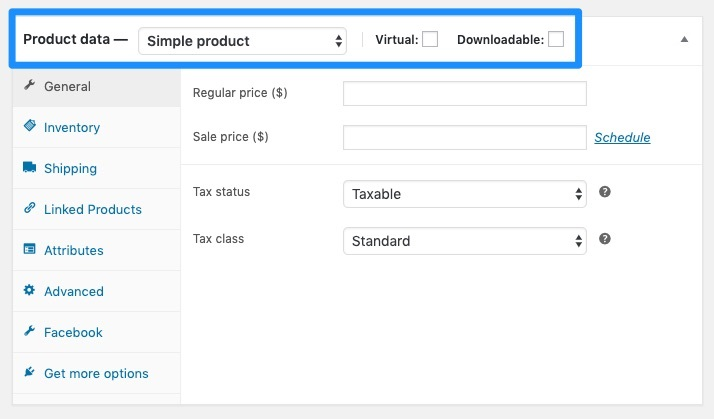 Product data — Simple product Virtual: Downloadable:
General
Inventory
Shipping
Linked Products
Attributes
Advanced
Facebook
Get more options
Regular price ($)
Sale price ($) Schedule
Tax status Taxable ?
Tax class Standard ?